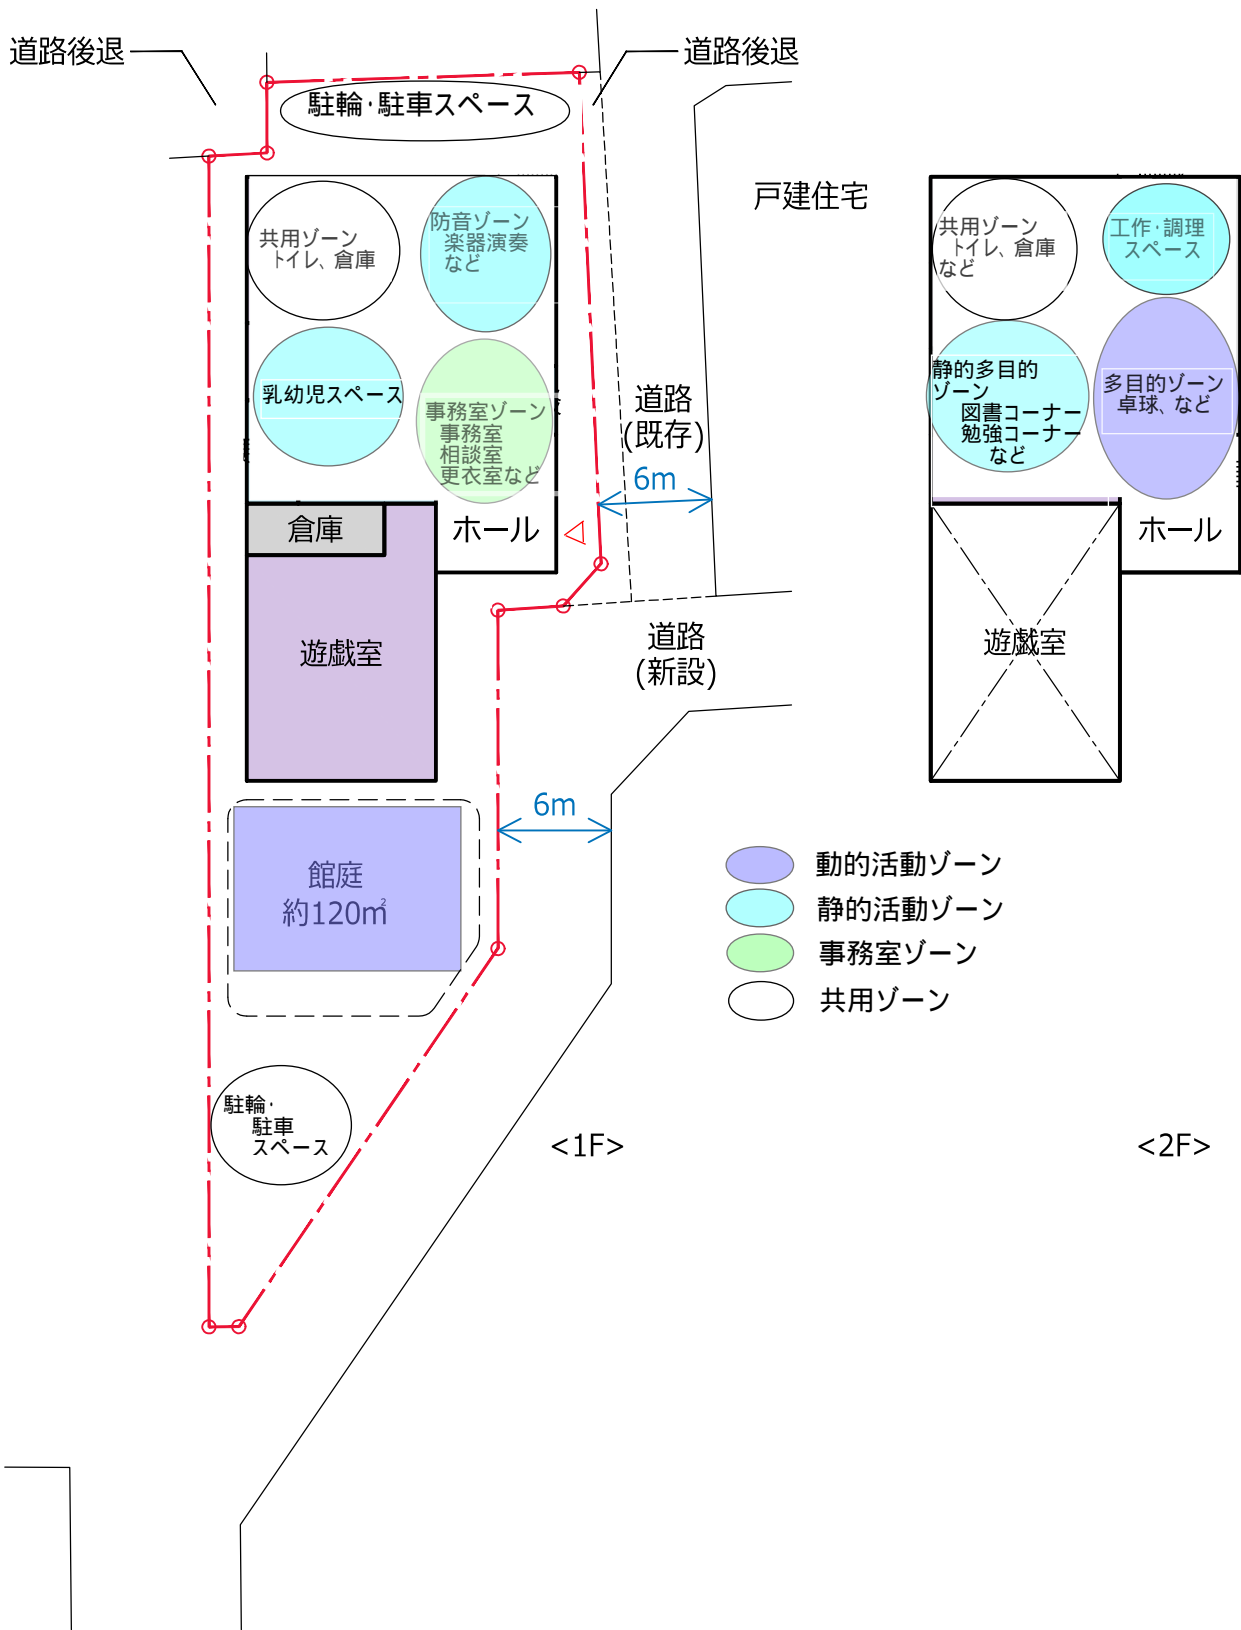 道路後退
道路後退
駐輪・駐車スペース
戸建住宅
共用ゾーン
トイレ、倉庫
防音ゾーン
楽器演奏
など
乳幼児スペース
事務室ゾーン
事務室
相談室
更衣室など
道路
(既存)
6m
倉庫
ホール
遊戯室
道路
(新設)
6m
館庭
約120㎡
駐輪・
駐車
スペース
<1F>
共用ゾーン
トイレ、倉庫
など
工作・調理
スペース
静的多目的
ゾーン
図書コーナー
勉強コーナー
など
多目的ゾーン
卓球、など
ホール
遊戯室
動的活動ゾーン
静的活動ゾーン
事務室ゾーン
共用ゾーン
<2F>